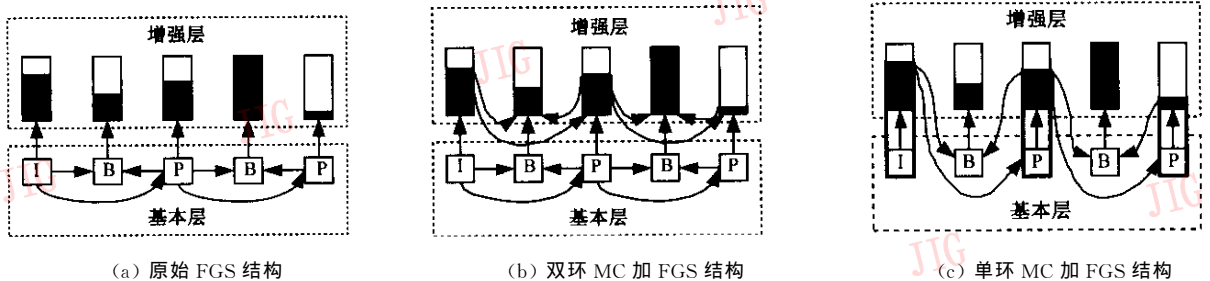 增强层
增强层
增强层
I B P B P
I B P B P
I B P B P
基本层
基本层
基本层
(a) 原始 FGS 结构
(b) 双环 MC 加 FGS 结构
(c) 单环 MC 加 FGS 结构
JIG
JIG
JIG
JIG
JIG
JIG